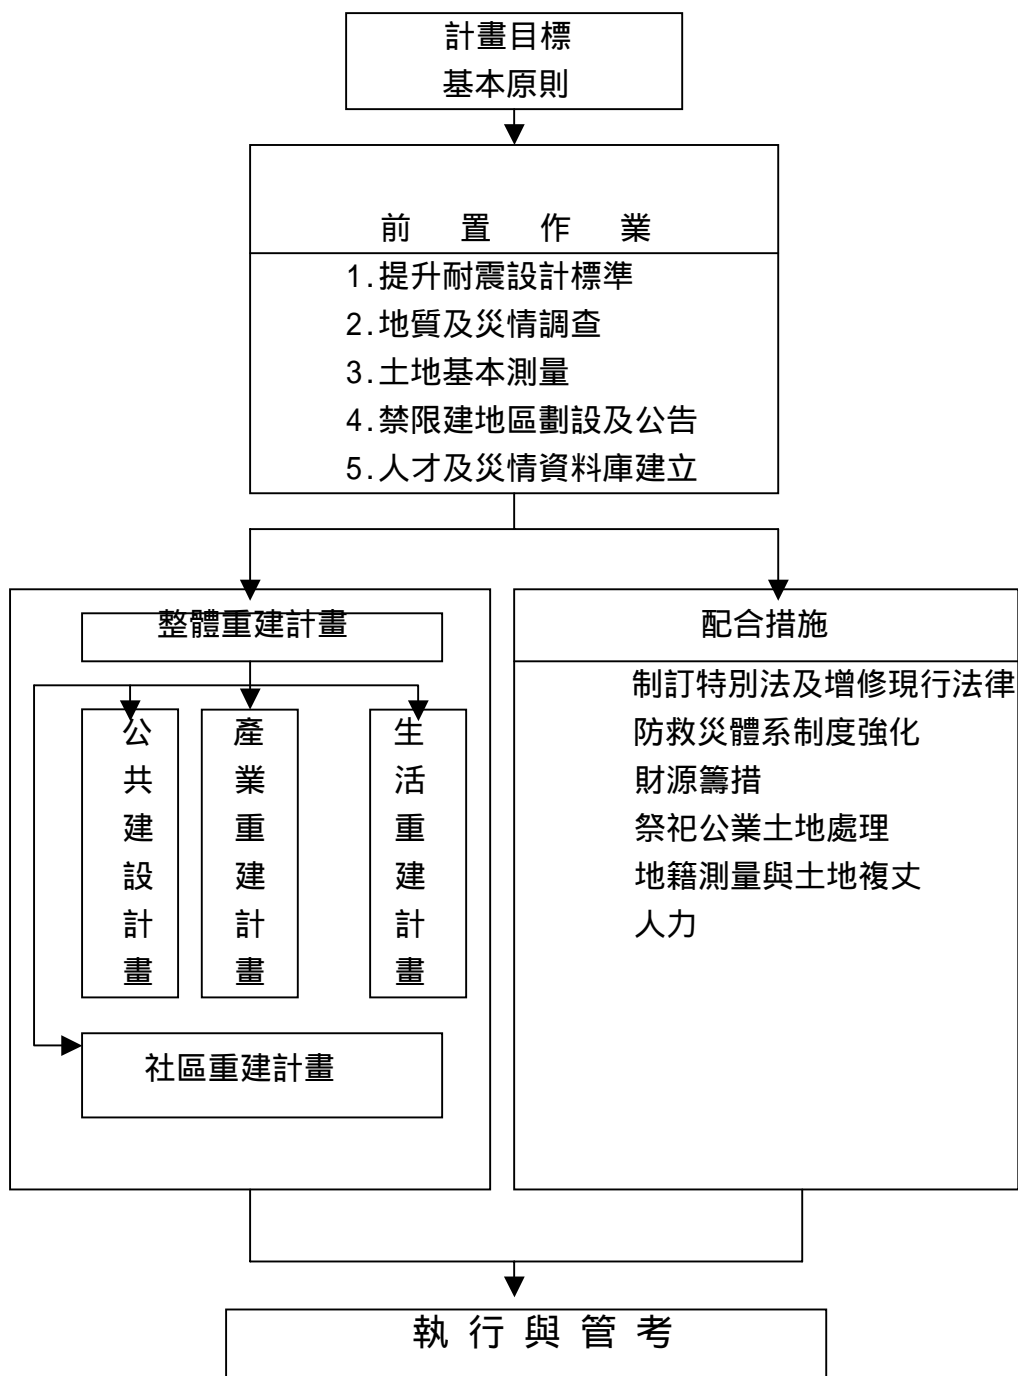 計畫目標
基本原則
前置作業
1.提升耐震設計標準
2.地質及災情調查
3.土地基本測量
4.禁限建地區劃設及公告
5.人才及災情資料庫建立
整體重建計畫
公共建設計畫
產業重建計畫
生活重建計畫
社區重建計畫
配合措施
制訂特別法及增修現行法律
防救災體系制度強化
財源籌措
祭祀公業土地處理
地籍測量與土地複丈
人力
執行與管考